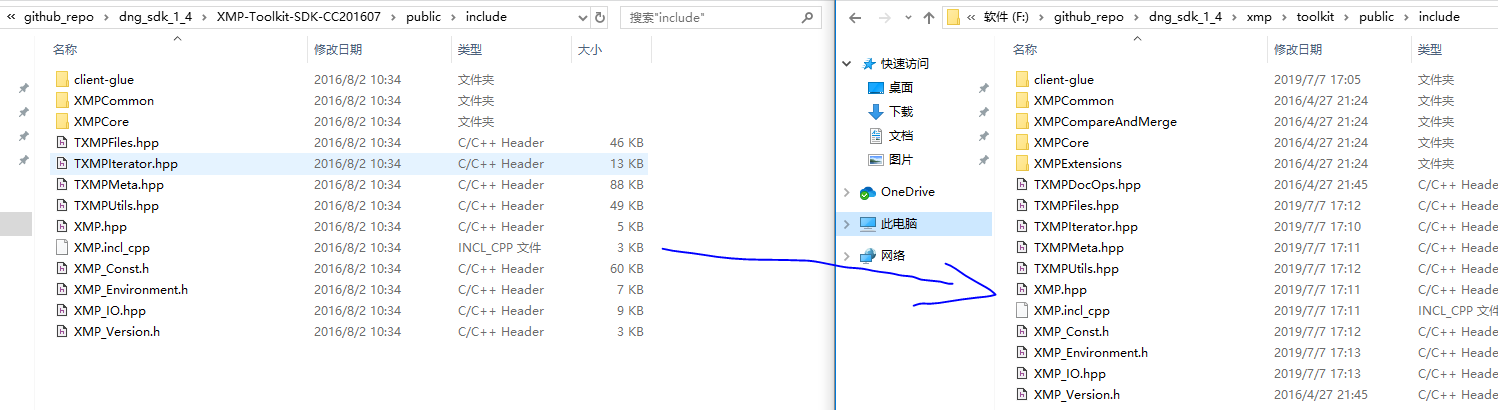 « github_repo › dng_sdk_1_4 › XMP-Toolkit-SDK-CC201607 › public › include
搜索"include"
名称 修改日期 类型 大小
client-glue 2016/8/2 10:34 文件夹
XMPCommon 2016/8/2 10:34 文件夹
XMPCore 2016/8/2 10:34 文件夹
TXMPFiles.hpp 2016/8/2 10:34 C/C++ Header 46 KB
TXMPIterator.hpp 2016/8/2 10:34 C/C++ Header 13 KB
TXMPMeta.hpp 2016/8/2 10:34 C/C++ Header 88 KB
TXMPUtils.hpp 2016/8/2 10:34 C/C++ Header 49 KB
XMP.hpp 2016/8/2 10:34 C/C++ Header 5 KB
XMP.incl_cpp 2016/8/2 10:34 INCL_CPP 文件 3 KB
XMP_Const.h 2016/8/2 10:34 C/C++ Header 60 KB
XMP_Environment.h 2016/8/2 10:34 C/C++ Header 7 KB
XMP_IO.hpp 2016/8/2 10:34 C/C++ Header 9 KB
XMP_Version.h 2016/8/2 10:34 C/C++ Header 3 KB
« 软件 (F:) › github_repo › dng_sdk_1_4 › xmp › toolkit › public › include
快速访问
桌面
下载
文档
图片
OneDrive
此电脑
网络
名称 修改日期 类型
client-glue 2019/7/7 17:05 文件夹
XMPCommon 2016/4/27 21:24 文件夹
XMPCompareAndMerge 2016/4/27 21:24 文件夹
XMPCore 2016/4/27 21:24 文件夹
XMPExtensions 2016/4/27 21:24 文件夹
TXMPDocOps.hpp 2016/4/27 21:45 C/C++ Heade
TXMPFiles.hpp 2019/7/7 17:12 C/C++ Heade
TXMPIterator.hpp 2019/7/7 17:10 C/C++ Heade
TXMPMeta.hpp 2019/7/7 17:11 C/C++ Heade
TXMPUtils.hpp 2019/7/7 17:12 C/C++ Heade
XMP.hpp 2019/7/7 17:11 C/C++ Heade
XMP.incl_cpp 2019/7/7 17:11 INCL_CPP 文件
XMP_Const.h 2019/7/7 17:12 C/C++ Heade
XMP_Environment.h 2019/7/7 17:13 C/C++ Heade
XMP_IO.hpp 2019/7/7 17:13 C/C++ Heade
XMP_Version.h 2016/4/27 21:45 C/C++ Heade